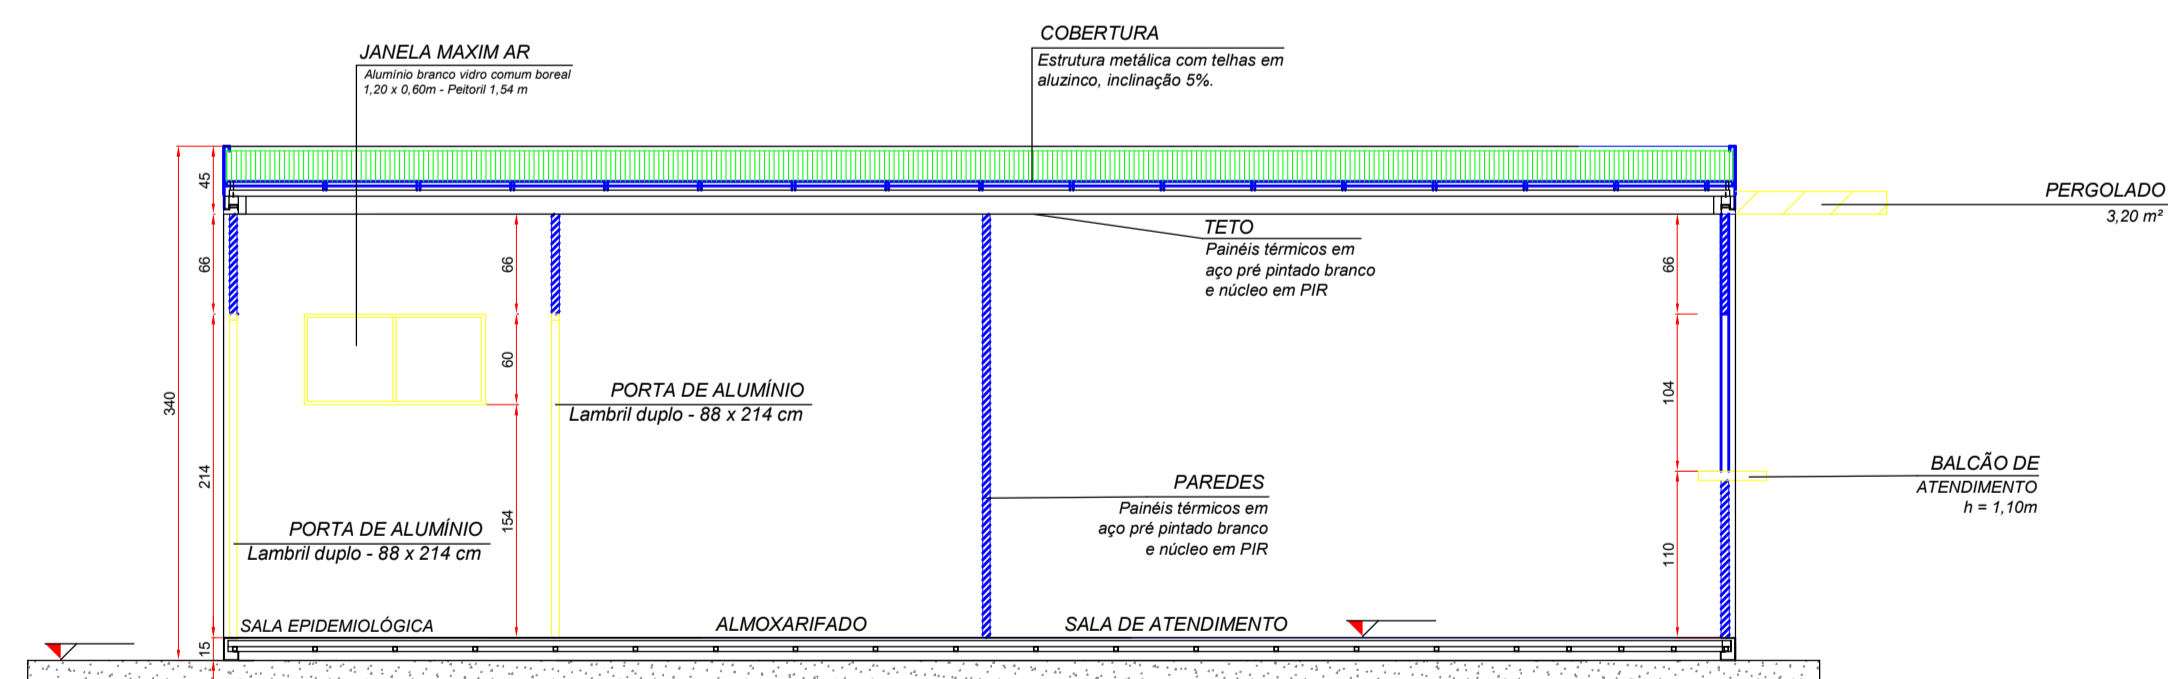 JANELA MAXIM AR
Alumínio branco vidro comum boreal
1,20 x 0,60m - Peitoril 1,54 m
COBERTURA
Estrutura metálica com telhas em
aluzinco, inclinação 5%.
PERGOLADO
3,20 m²
TETO
Painéis térmicos em
aço pré pintado branco
e núcleo em PIR
45
66
66
66
340
60
104
214
154
110
15
PORTA DE ALUMÍNIO
Lambril duplo - 88 x 214 cm
PAREDES
Painéis térmicos em
aço pré pintado branco
e núcleo em PIR
BALCÃO DE
ATENDIMENTO
h = 1,10m
PORTA DE ALUMÍNIO
Lambril duplo - 88 x 214 cm
SALA EPIDEMIOLÓGICA
ALMOXARIFADO
SALA DE ATENDIMENTO